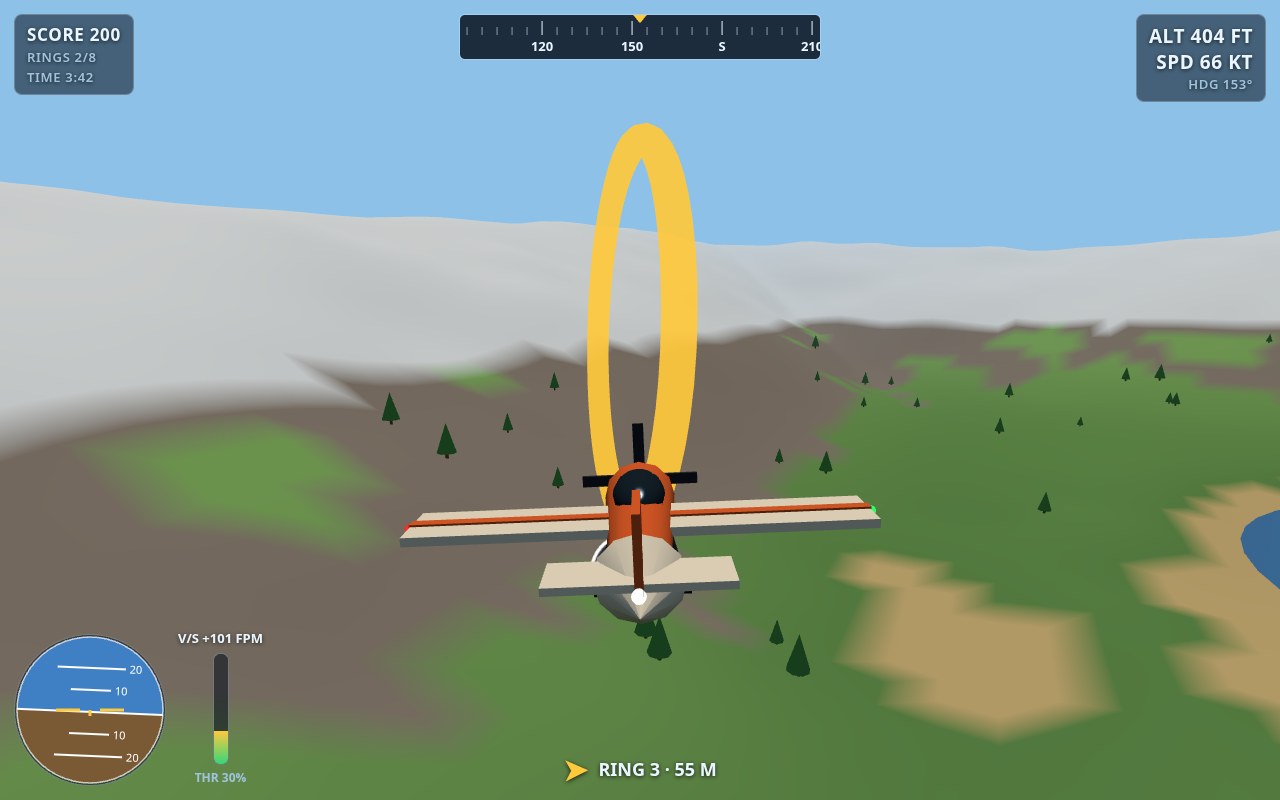 SCORE 200
RINGS 2/8
TIME 3:42
120 150 S 210
ALT 404 FT
SPD 66 KT
HDG 153°
V/S +101 FPM
20
10
10
20
THR 30%
RING 3 · 55 M